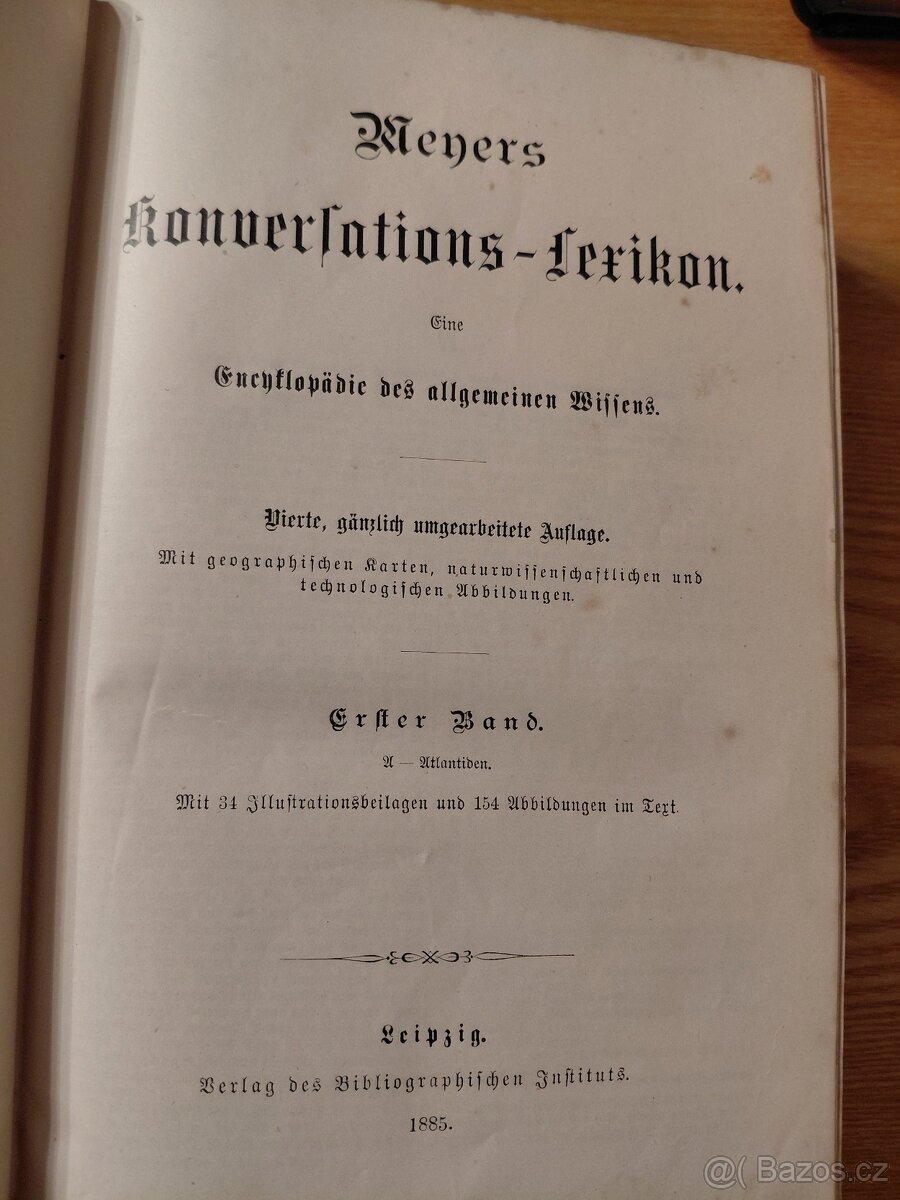 Meyers
Konverſations-Lexikon.
Eine
Encyklopädie des allgemeinen Wiſſens.
Vierte, gänzlich umgearbeitete Auflage.
Mit geographiſchen Karten, naturwiſſenſchaftlichen und
technologiſchen Abbildungen.
Erſter Band.
A — Atlantiden.
Mit 34 Illuſtrationsbeilagen und 154 Abbildungen im Text.
Leipzig.
Verlag des Bibliographiſchen Inſtituts.
1885.
@( Bazos.cz